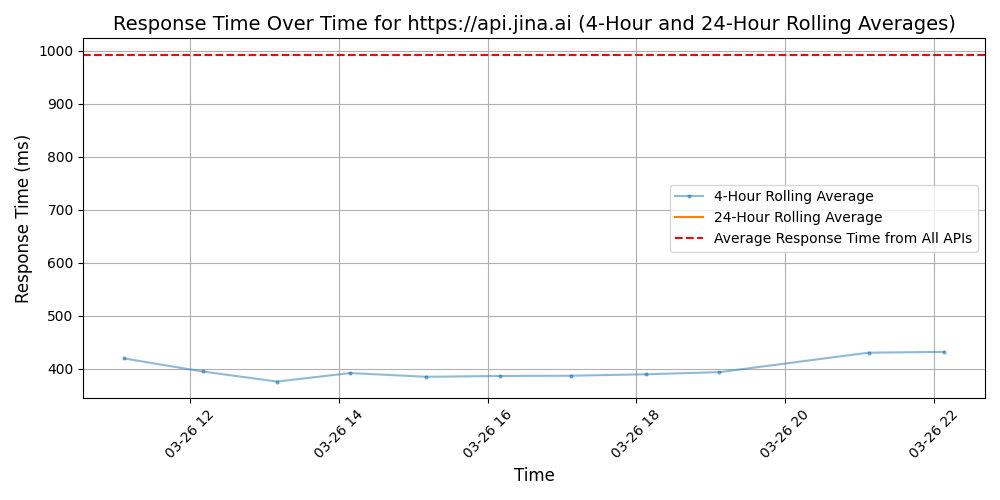 Response Time Over Time for https://api.jina.ai (4-Hour and 24-Hour Rolling Averages)
Response Time (ms)
1000
900
800
700
600
500
400
4-Hour Rolling Average
24-Hour Rolling Average
Average Response Time from All APIs
03-26 12
03-26 14
03-26 16
03-26 18
03-26 20
03-26 22
Time